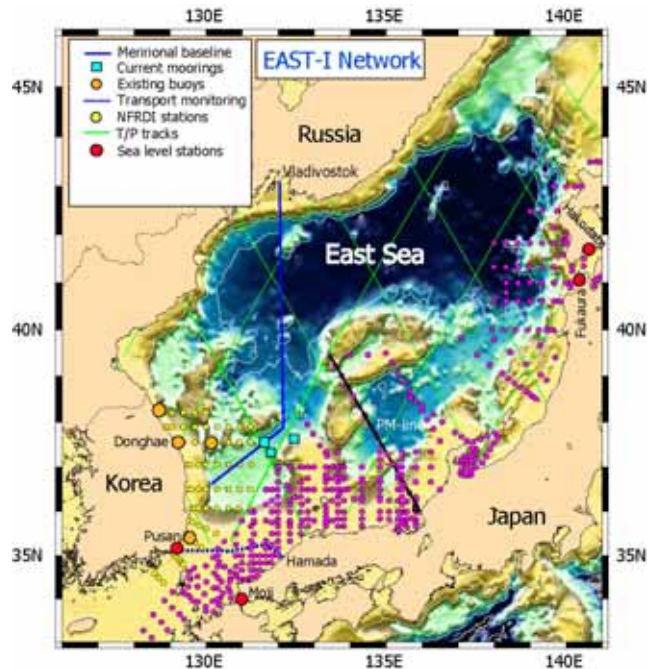 130E 135E 140E
EAST-I Network
Merirional baseline
Current moorings
Existing buoys
Transport monitoring
NFRDI stations
T/P tracks
Sea level stations
45N
45N
Russia
Vladivostok
East Sea
Hakodate
Fukaura
40N
40N
PM-line
Donghae
Korea
Japan
Pusan
Hamada
35N
35N
Moji
130E 135E 140E